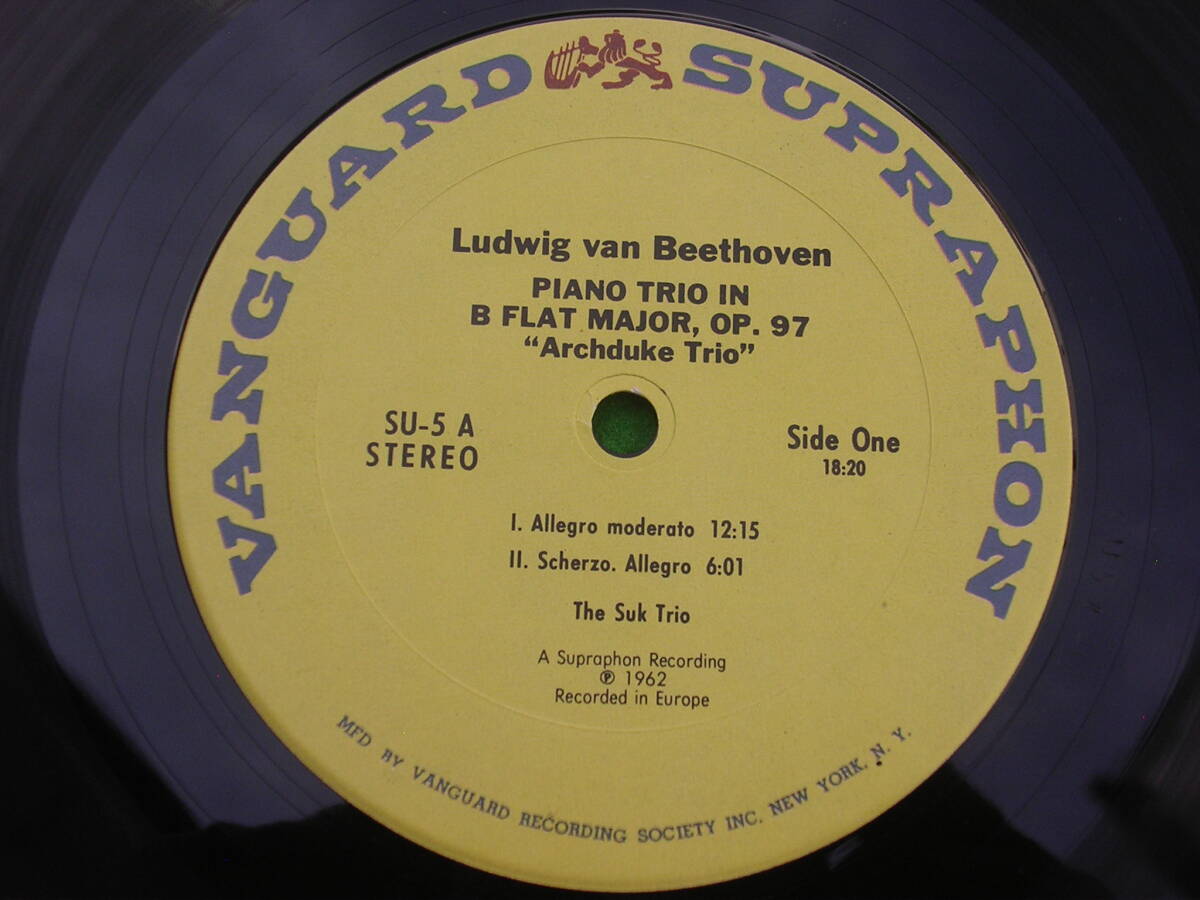 VANGUARD SUPRAPHON
Ludwig van Beethoven
PIANO TRIO IN
B FLAT MAJOR, OP. 97
“Archduke Trio”
SU-5 A
STEREO
Side One
18:20
I. Allegro moderato 12:15
II. Scherzo. Allegro 6:01
The Suk Trio
A Supraphon Recording
℗ 1962
Recorded in Europe
MFD BY VANGUARD RECORDING SOCIETY INC. NEW YORK, N. Y.